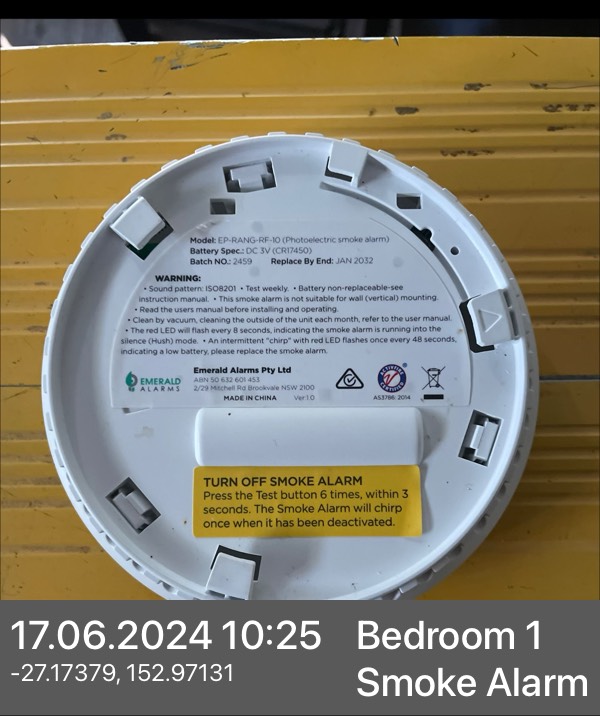 Model: EP-RANG-RF-10 (Photoelectric smoke alarm)
Battery Spec.: DC 3V (CR17450)
Batch NO.: 2459 Replace By End: JAN 2032
WARNING:
• Sound pattern: ISO8201 • Test weekly. • Battery non-replaceable-see
instruction manual. • This smoke alarm is not suitable for wall (vertical) mounting.
• Read the users manual before installing and operating.
• Clean by vacuum, cleaning the outside of the unit each month, refer to the user manual.
• The red LED will flash every 8 seconds, indicating the smoke alarm is running into the
silence (Hush) mode. • An intermittent "chirp" with red LED flashes once every 48 seconds,
indicating a low battery, please replace the smoke alarm.
EMERALD
ALARMS
Emerald Alarms Pty Ltd
ABN 50 632 601 453
2/29 Mitchell Rd Brookvale NSW 2100
MADE IN CHINA Ver1.0
AS3786: 2014
TURN OFF SMOKE ALARM
Press the Test button 6 times, within 3
seconds. The Smoke Alarm will chirp
once when it has been deactivated.
17.06.2024 10:25
-27.17379, 152.97131
Bedroom 1
Smoke Alarm